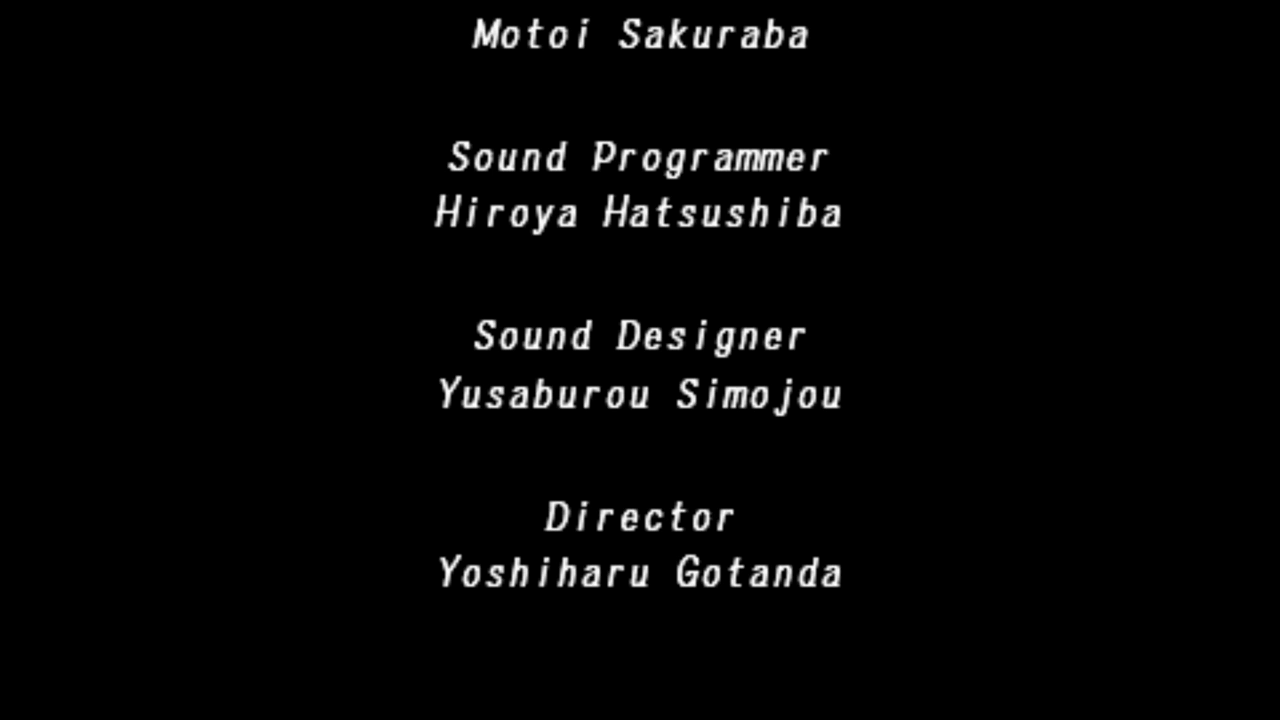 Motoi Sakuraba
Sound Programmer
Hiroya Hatsushiba
Sound Designer
Yusaburou Simojou
Director
Yoshiharu Gotanda